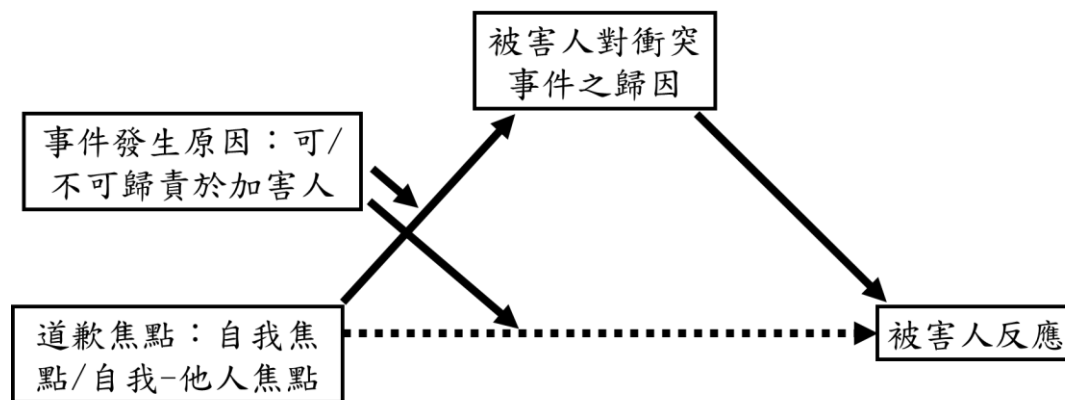 被害人對衝突
事件之歸因
事件發生原因：可/
不可歸責於加害人
道歉焦點：自我焦
點/自我-他人焦點
被害人反應